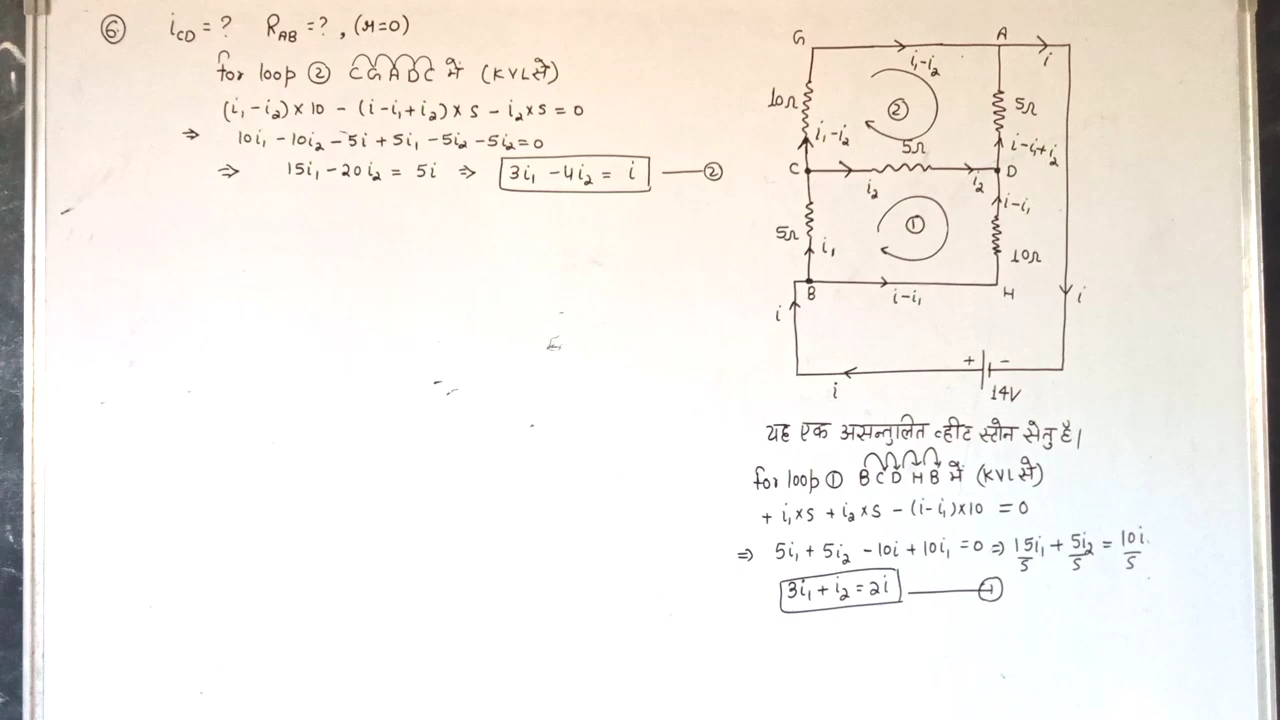 ⑥ i_CD = ? R_AB = ?, (r=0)
for loop ② CGADC में (KVL से)
(i₁-i₂)×10 - (i-i₁+i₂)×5 - i₂×5 = 0
⇒ 10i₁ - 10i₂ - 5i + 5i₁ - 5i₂ - 5i₂ = 0
⇒ 15i₁ - 20i₂ = 5i ⇒ 3i₁ - 4i₂ = i — ②
G A
i₁-i₂ i
10Ω ② 5Ω
i₁-i₂ 5Ω i-i₁+i₂
C i₂ i₂ D
i-i₁
5Ω ① 10Ω
i₁
B i-i₁ H
i i
+ -
i 14V
यह एक असन्तुलित व्हीट स्टोन सेतु है।
for loop ① BCDHB में (KVL से)
+ i₁×5 + i₂×5 - (i-i₁)×10 = 0
⇒ 5i₁ + 5i₂ - 10i + 10i₁ = 0 ⇒ 15i₁/5 + 5i₂/5 = 10i/5
3i₁ + i₂ = 2i — ①